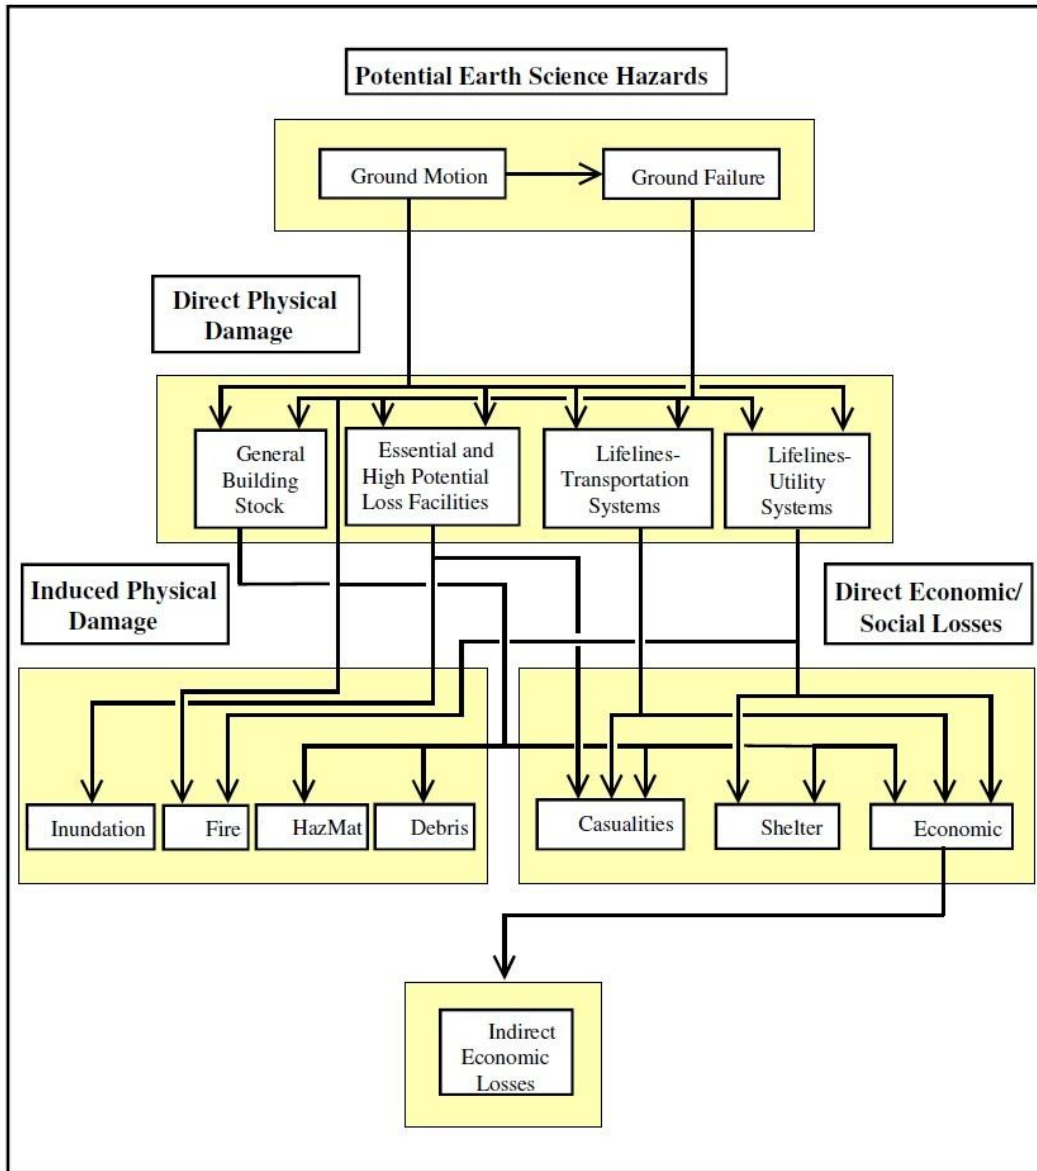 Potential Earth Science Hazards
Ground Motion
Ground Failure
Direct Physical
Damage
General
Building
Stock
Essential and
High Potential
Loss Facilities
Lifelines-
Transportation
Systems
Lifelines-
Utility
Systems
Induced Physical
Damage
Direct Economic/
Social Losses
Inundation
Fire
HazMat
Debris
Casualities
Shelter
Economic
Indirect
Economic
Losses